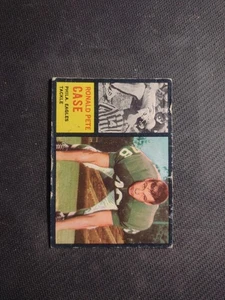 RONALD PETE
CASE
PHILA. EAGLES
TACKLE